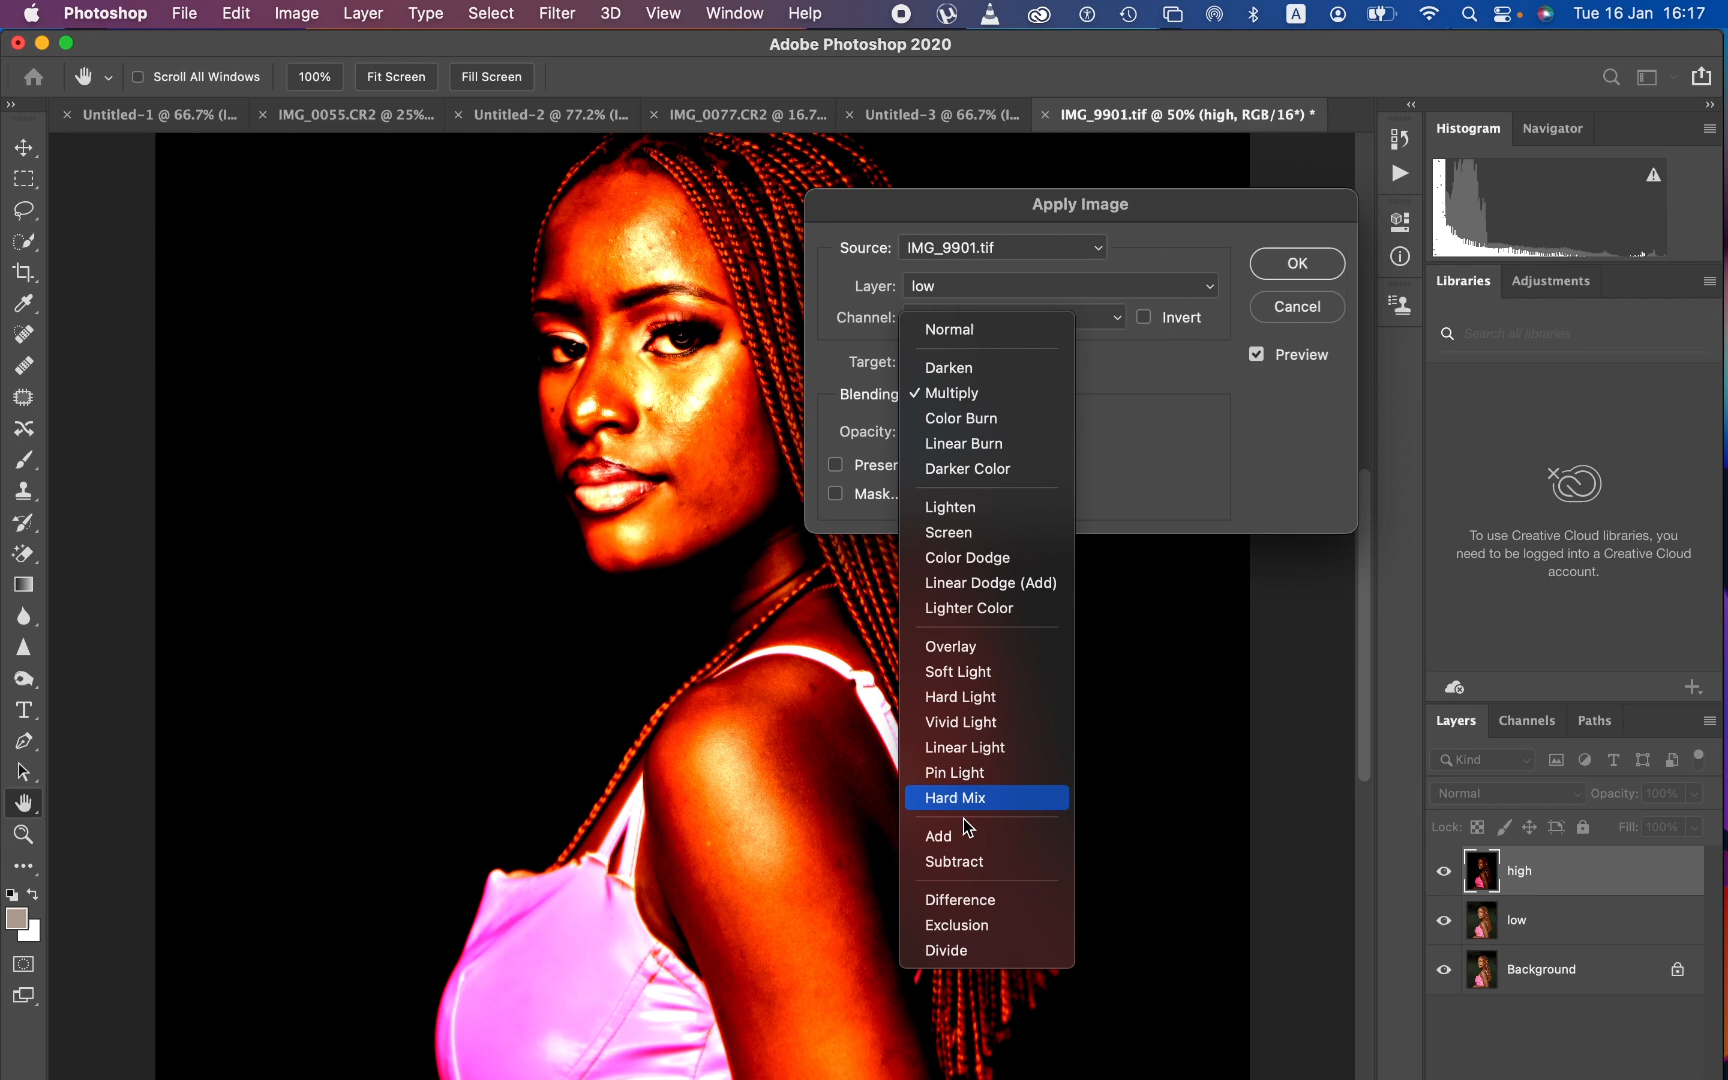 Photoshop File Edit Image Layer Type Select Filter 3D View Window Help A Tue 16 Jan 16:17
Adobe Photoshop 2020
Scroll All Windows 100% Fit Screen Fill Screen
Untitled-1 @ 66.7% (I... IMG_0055.CR2 @ 25%... Untitled-2 @ 77.2% (I... IMG_0077.CR2 @ 16.7... Untitled-3 @ 66.7% (I... IMG_9901.tif @ 50% (high, RGB/16*) *
Histogram Navigator
Apply Image
Source: IMG_9901.tif
OK
Layer: low
Cancel
Channel:
Invert
Target:
Preview
Blending
Opacity:
Preser
Mask..
Normal
Darken
Multiply
Color Burn
Linear Burn
Darker Color
Lighten
Screen
Color Dodge
Linear Dodge (Add)
Lighter Color
Overlay
Soft Light
Hard Light
Vivid Light
Linear Light
Pin Light
Hard Mix
Add
Subtract
Difference
Exclusion
Divide
Libraries Adjustments
Search all libraries
To use Creative Cloud libraries, you
need to be logged into a Creative Cloud
account.
Layers Channels Paths
Kind
Normal Opacity: 100%
Lock: Fill: 100%
high
low
Background